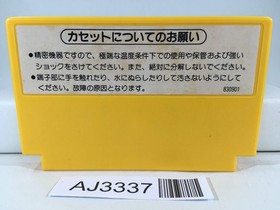 カセットについてのお願い
●精密機器ですので、極端な温度条件下での使用や保管および強い
ショックをさけてください。また、絶対に分解しないでください。
●端子部に手を触れたり、水にぬらしたりして汚さないようにして
ください。故障の原因となります。
830901
AJ3337